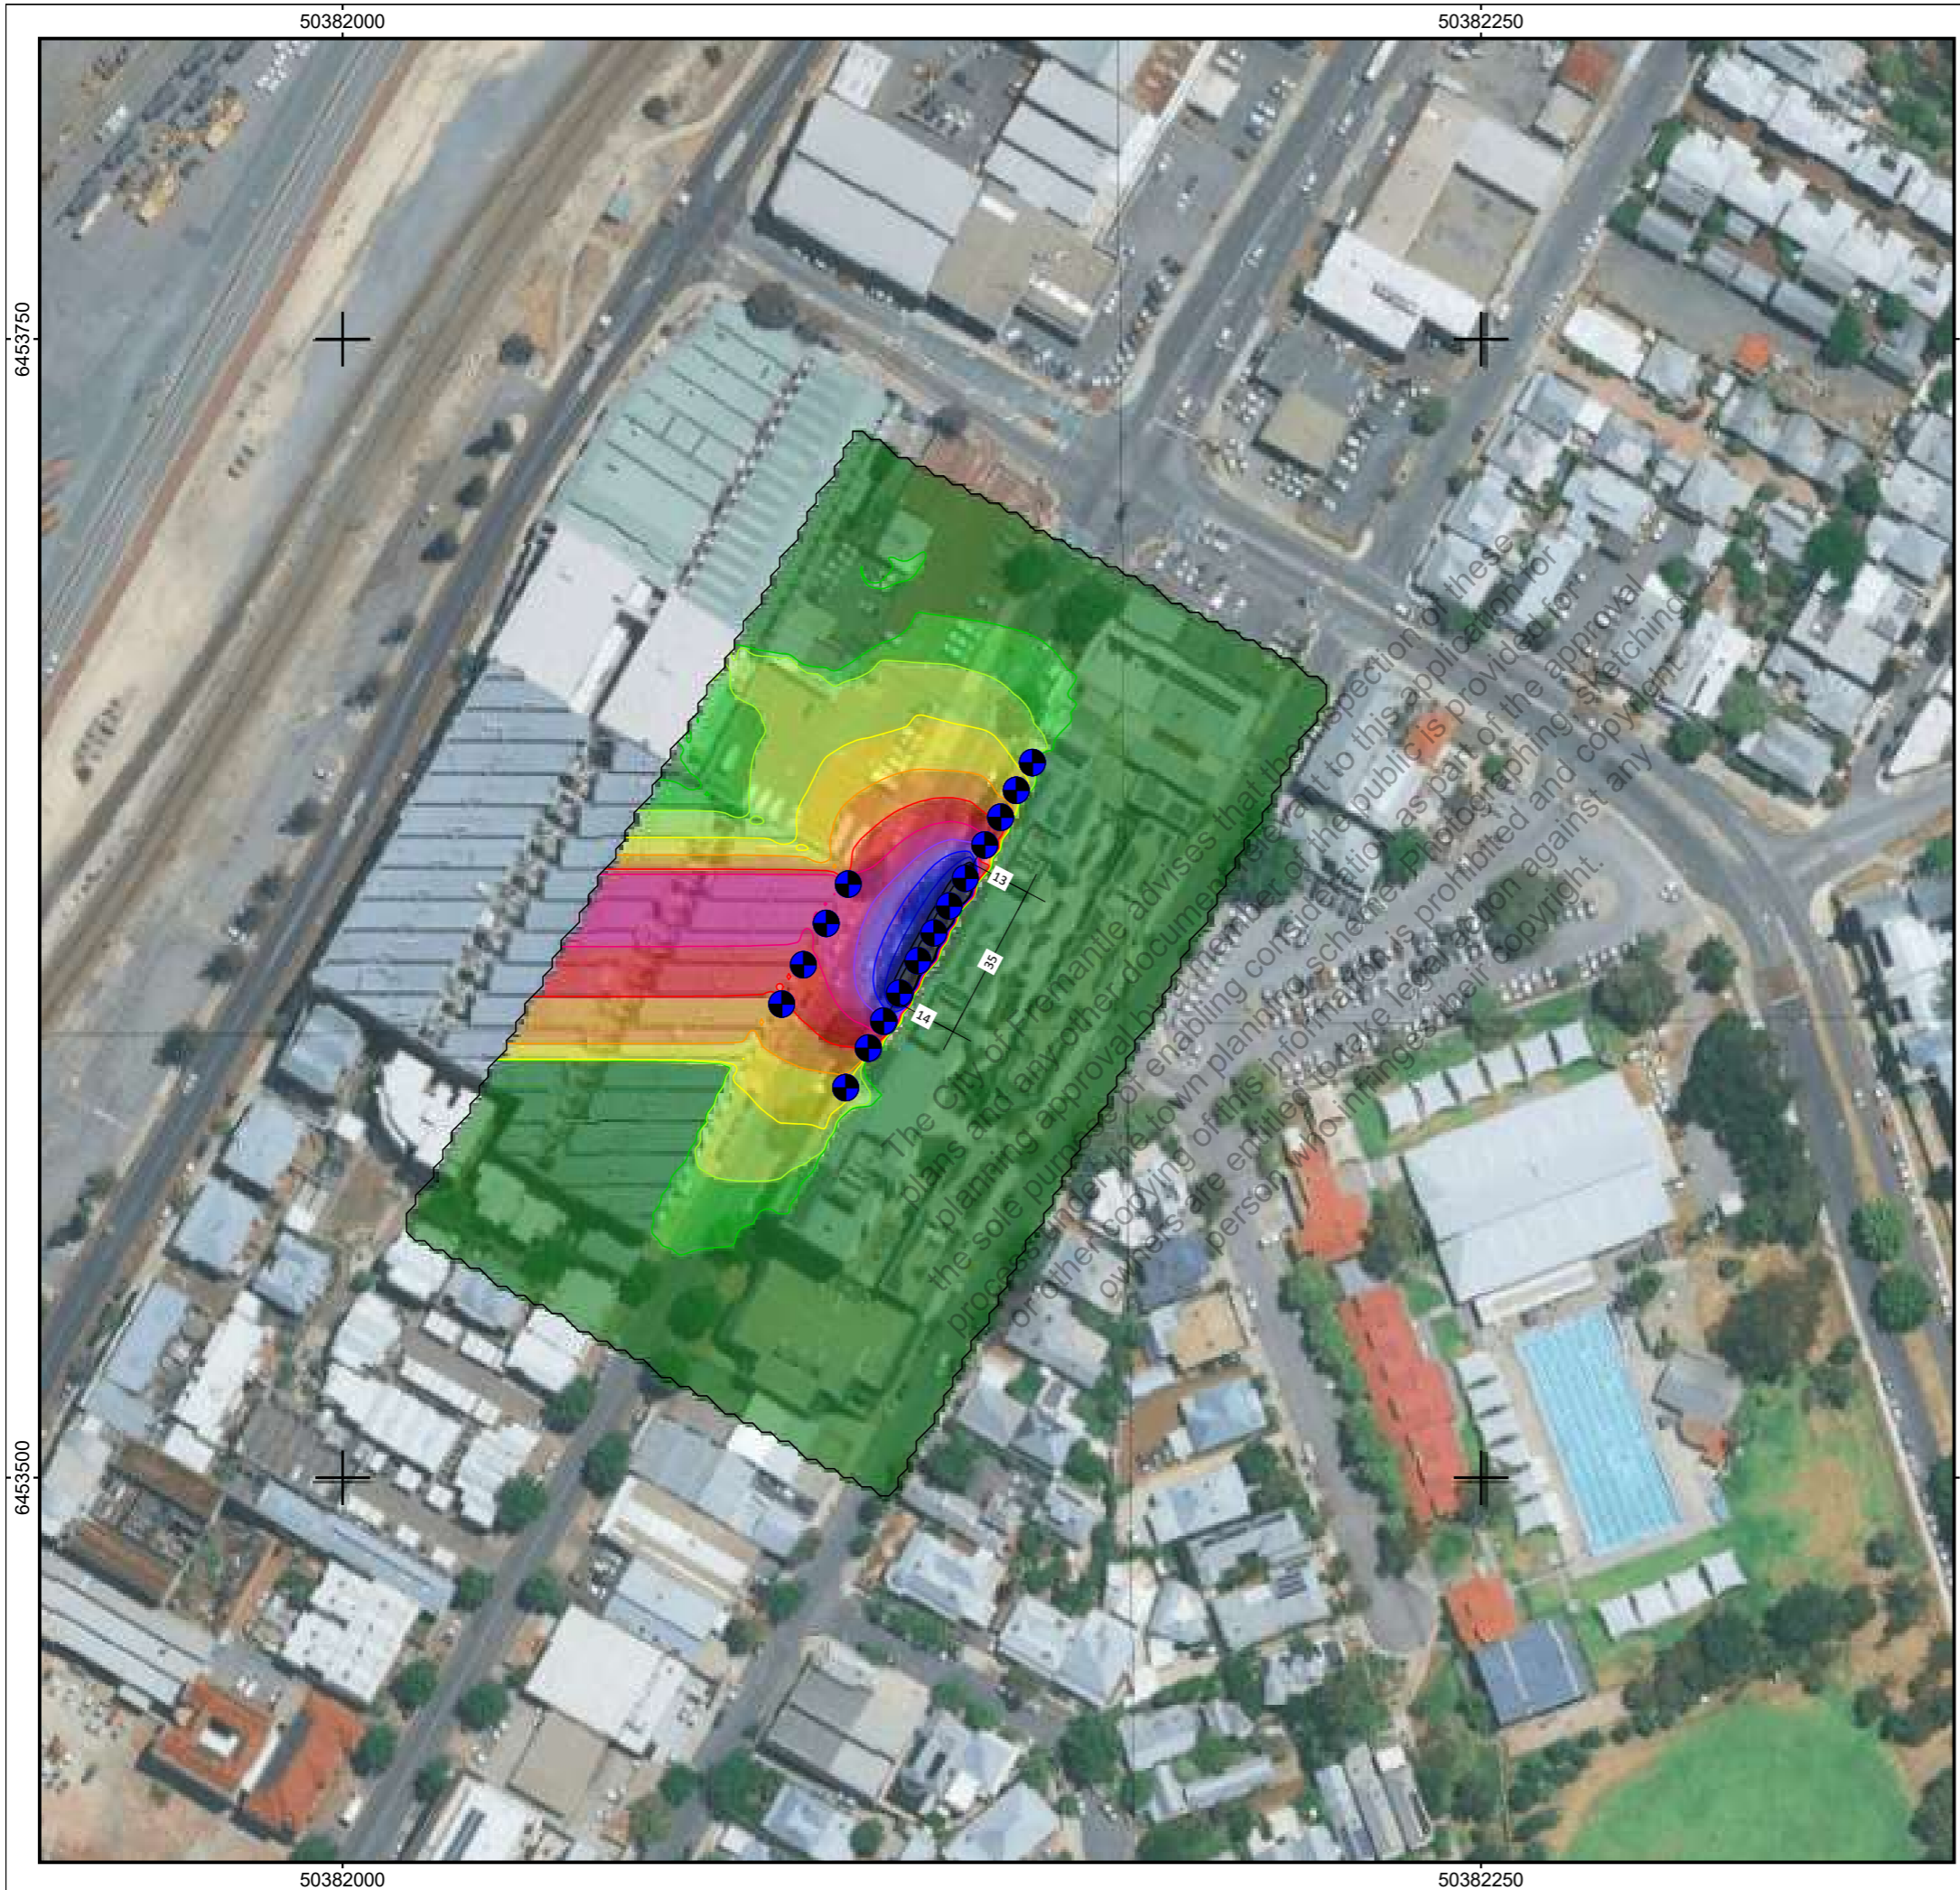 50382000
50382250
6453750
13
35
14
The City of Fremantle advises that the inspection of these
plans and any other documents relevant to this application for
planning approval by a member of the public is provided for
the sole purpose of enabling consideration as part of the approval
process under the town planning scheme. Photographing, sketching
or other copying of this information is prohibited and copyright
owners are entitled to take legal action against any
person who infringes their copyright.
6453500
50382000
50382250